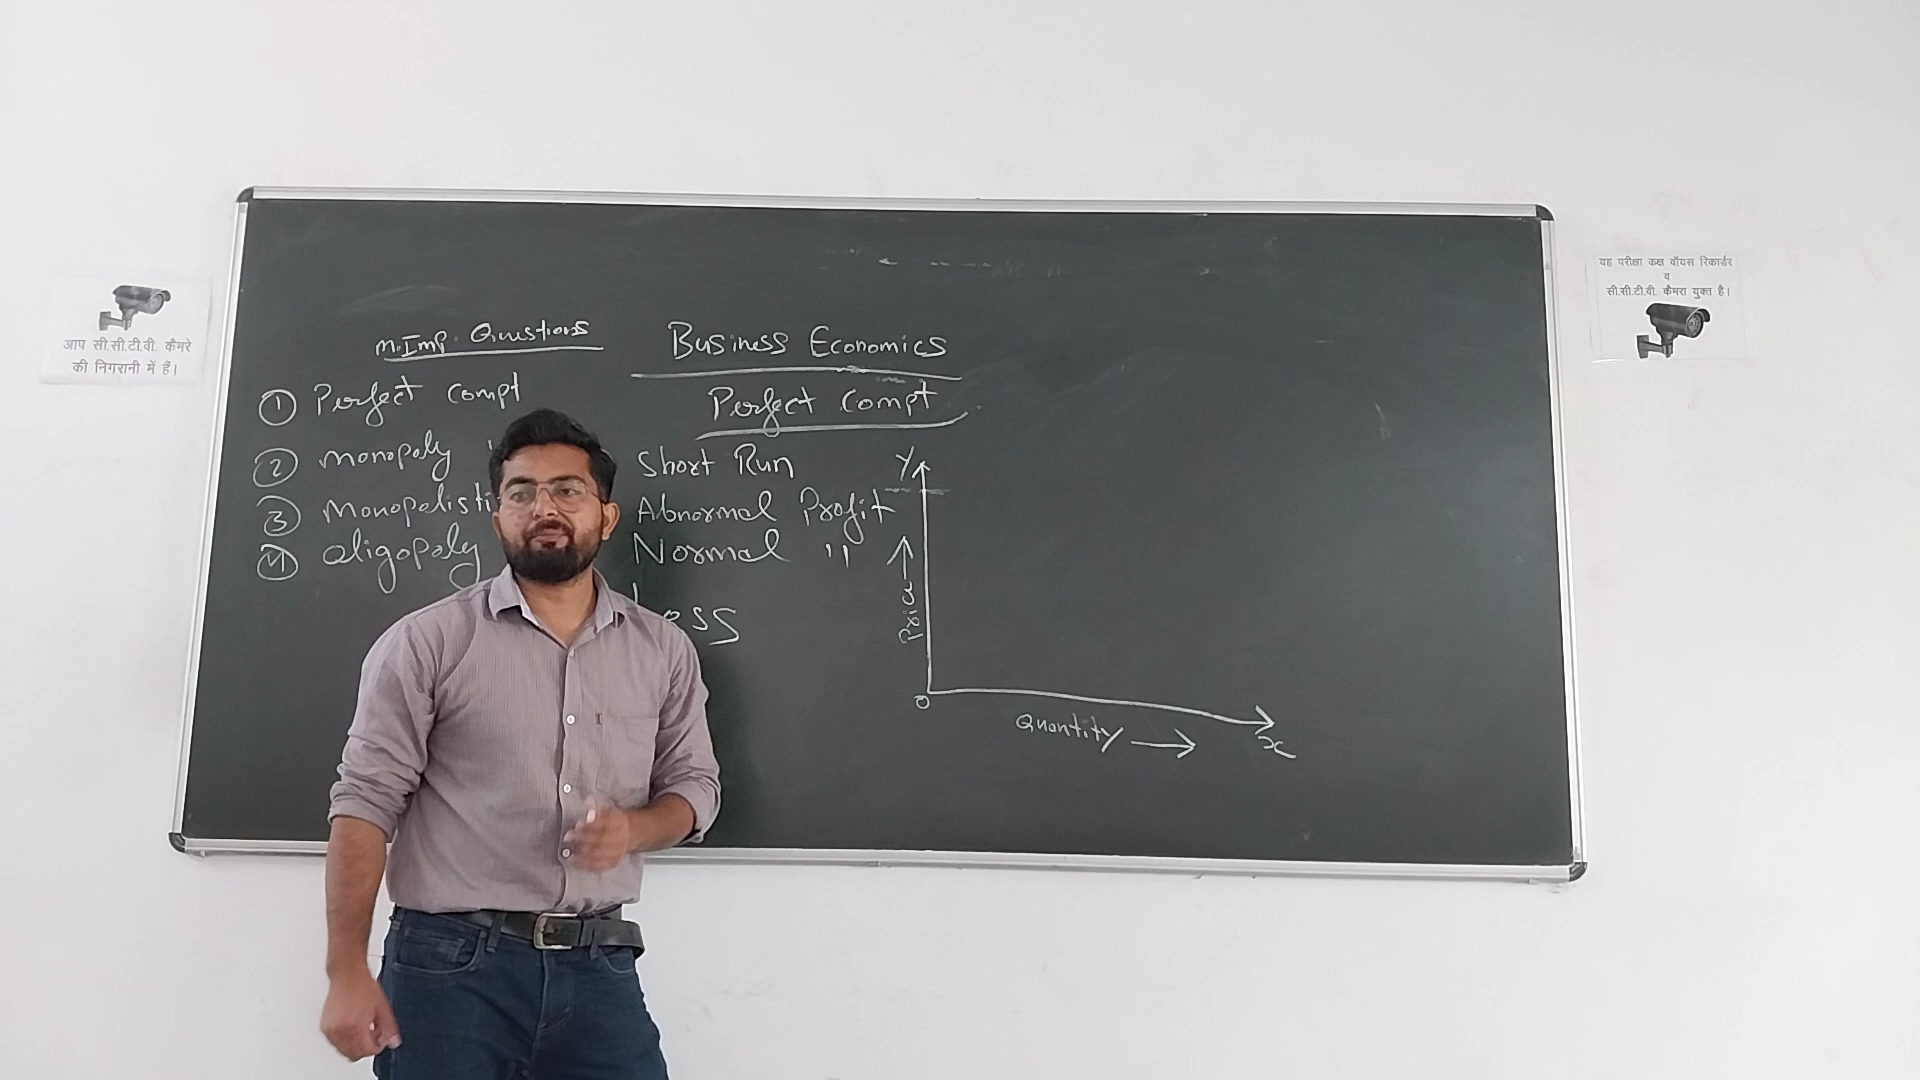 आप सी.सी.टी.वी. कैमरे
की निगरानी में हैं।
M. Imp. Questions
① Perfect Compt
② Monopoly "
③ Monopolisti
④ Oligopoly
Business Economics
Perfect Compt
Short Run
Abnormal Profit
Normal "
Loss
Y
Price
O
Quantity
x
यह परीक्षा कक्ष वॉयस रिकार्डर
व
सी.सी.टी.वी. कैमरा युक्त है।